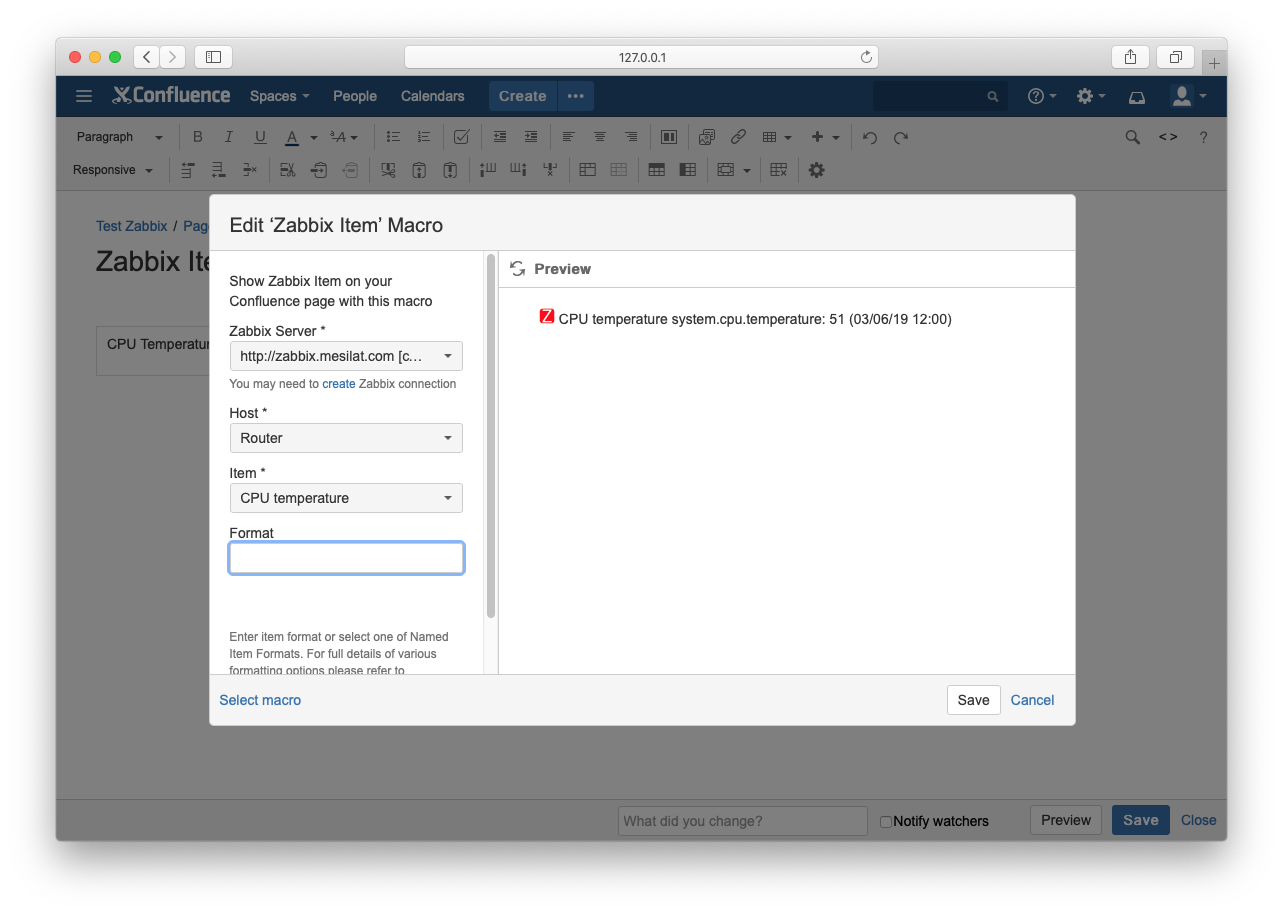 127.0.0.1
Confluence Spaces People Calendars Create •••
Paragraph B I U A A <> ?
Responsive
Test Zabbix / Pag
Zabbix Ite
CPU Temperatur
Edit ‘Zabbix Item’ Macro
Show Zabbix Item on your
Confluence page with this macro
Zabbix Server *
http://zabbix.mesilat.com [c...
You may need to create Zabbix connection
Host *
Router
Item *
CPU temperature
Format
Enter item format or select one of Named
Item Formats. For full details of various
formatting options please refer to
Preview
Z CPU temperature system.cpu.temperature: 51 (03/06/19 12:00)
Select macro
Save Cancel
What did you change? Notify watchers Preview Save Close